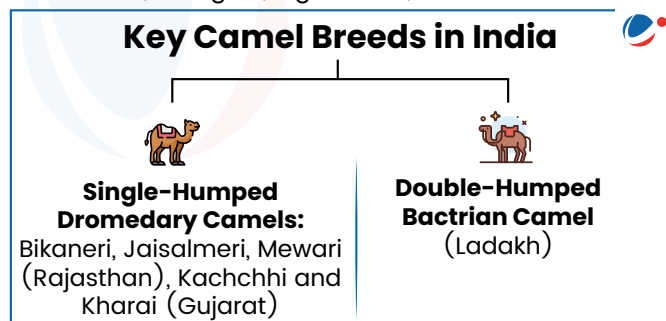 Key Camel Breeds in India
Single-Humped
Dromedary Camels:
Bikaneri, Jaisalmeri, Mewari
(Rajasthan), Kachchhi and
Kharai (Gujarat)
Double-Humped
Bactrian Camel
(Ladakh)